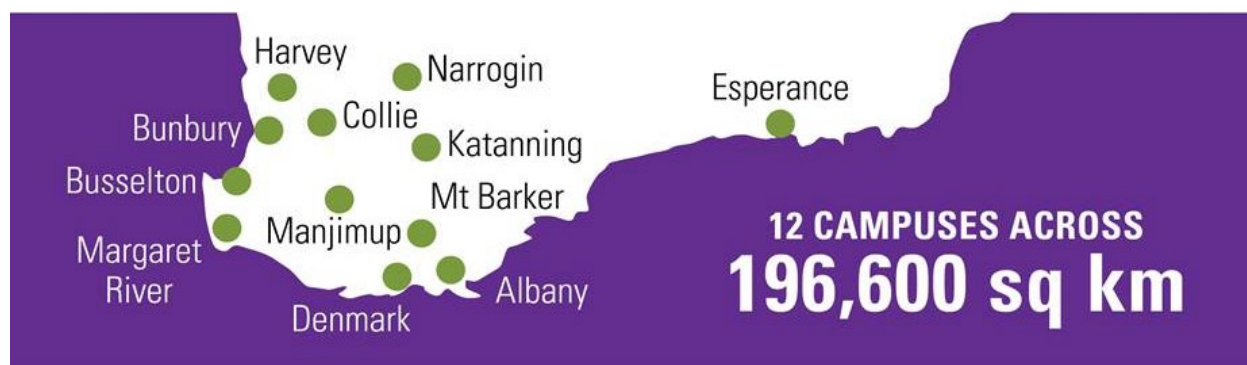 Harvey
Narrogin
Esperance
Collie
Bunbury
Katanning
Busselton
Mt Barker
Manjimup
Margaret
River
Albany
Denmark
12 CAMPUSES ACROSS
196,600 sq km